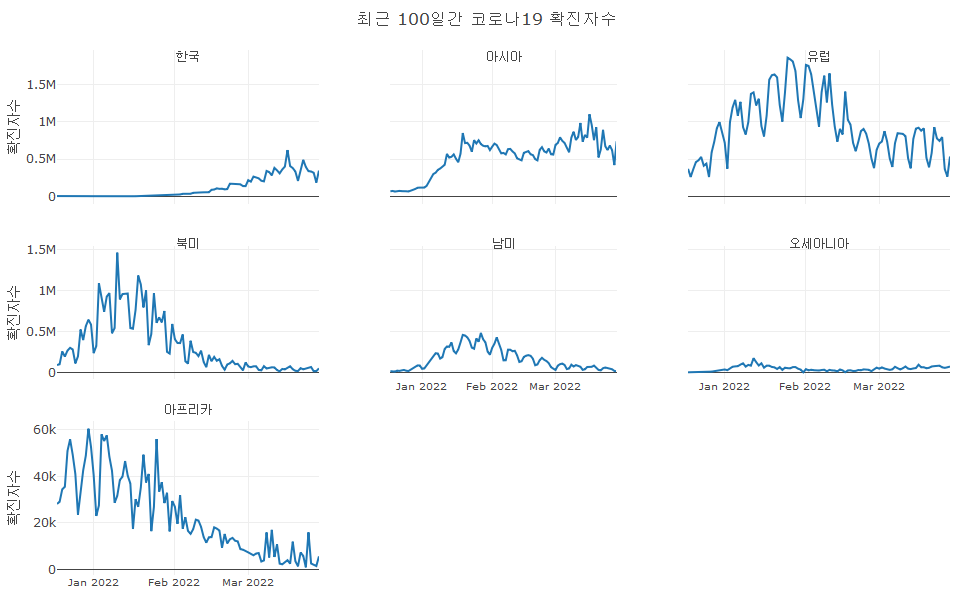 최근 100일간 코로나19 확진자수
한국 아시아 유럽
확진자수
1.5M
1M
0.5M
0
북미 남미 오세아니아
확진자수
1.5M
1M
0.5M
0
Jan 2022 Feb 2022 Mar 2022 Jan 2022 Feb 2022 Mar 2022
아프리카
확진자수
60k
40k
20k
0
Jan 2022 Feb 2022 Mar 2022